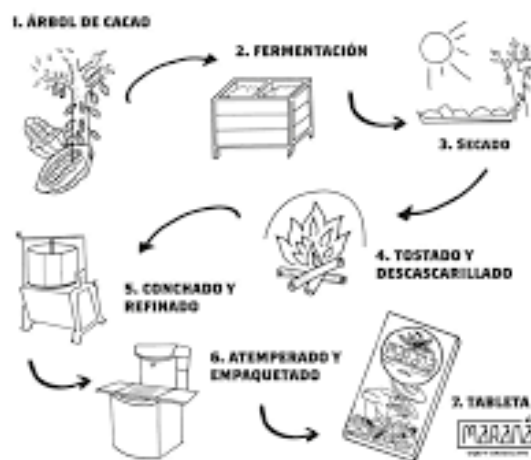 1. ÁRBOL DE CACAO
2. FERMENTACIÓN
3. SECADO
4. TOSTADO Y
DESCASCARILLADO
5. CONCHADO Y
REFINADO
6. ATEMPERADO Y
EMPAQUETADO
7. TABLETA
MARANÁ